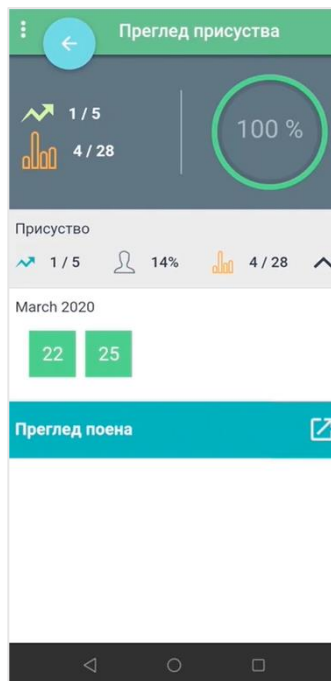 Преглед присуства
1 / 5
4 / 28
100 %
Присуство
1 / 5 14% 4 / 28
March 2020
22 25
Преглед поена